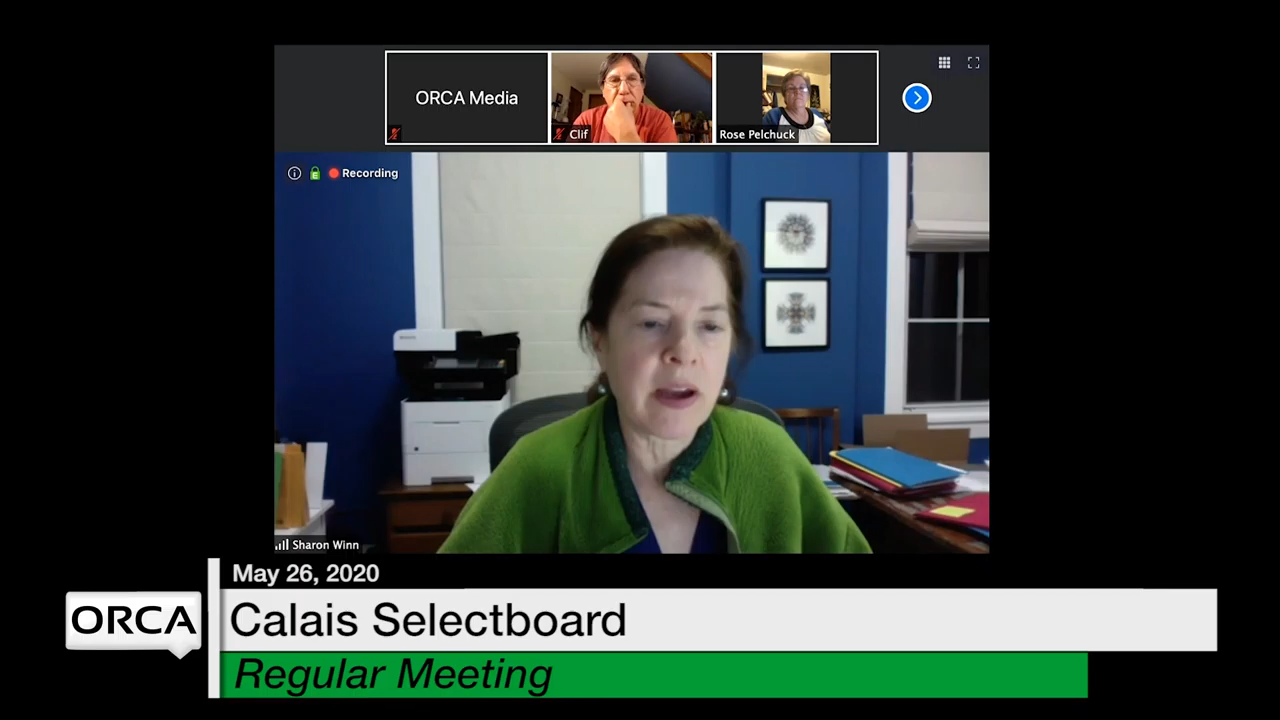 ORCA Media
Clif
Rose Pelchuck
Recording
Sharon Winn
May 26, 2020
ORCA
Calais Selectboard
Regular Meeting